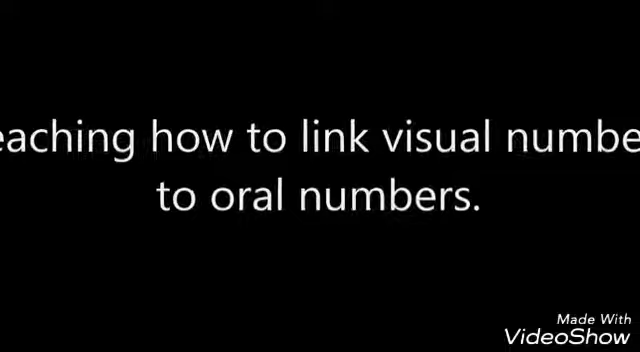 eaching how to link visual numbe
to oral numbers.
Made With
VideoShow